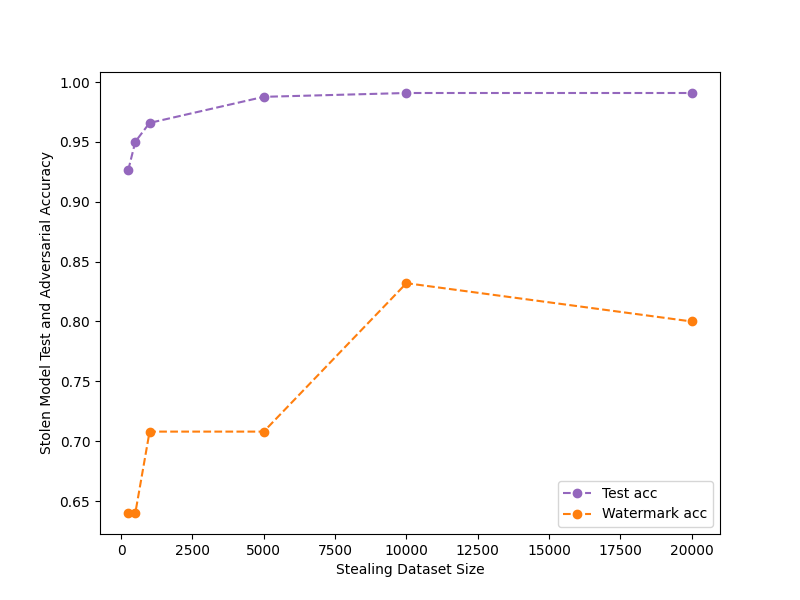 1.00
0.95
0.90
0.85
0.80
0.75
0.70
0.65
Stolen Model Test and Adversarial Accuracy
Test acc
Watermark acc
0 2500 5000 7500 10000 12500 15000 17500 20000
Stealing Dataset Size